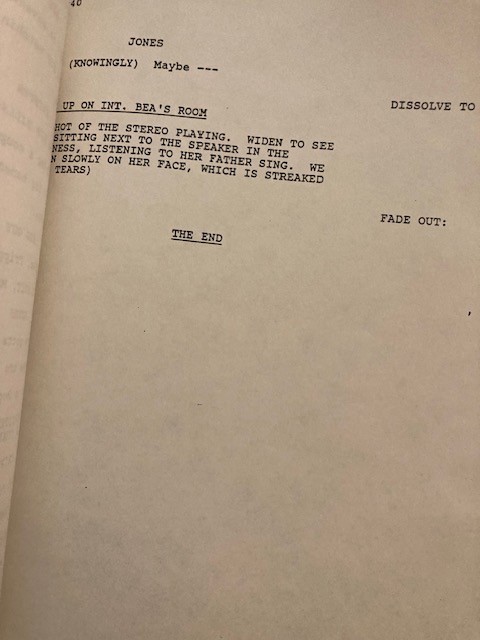 40
JONES
(KNOWINGLY) Maybe ---
DISSOLVE TO
UP ON INT. BEA'S ROOM
HOT OF THE STEREO PLAYING. WIDEN TO SEE
SITTING NEXT TO THE SPEAKER IN THE
NESS, LISTENING TO HER FATHER SING. WE
N SLOWLY ON HER FACE, WHICH IS STREAKED
TEARS)
FADE OUT:
THE END